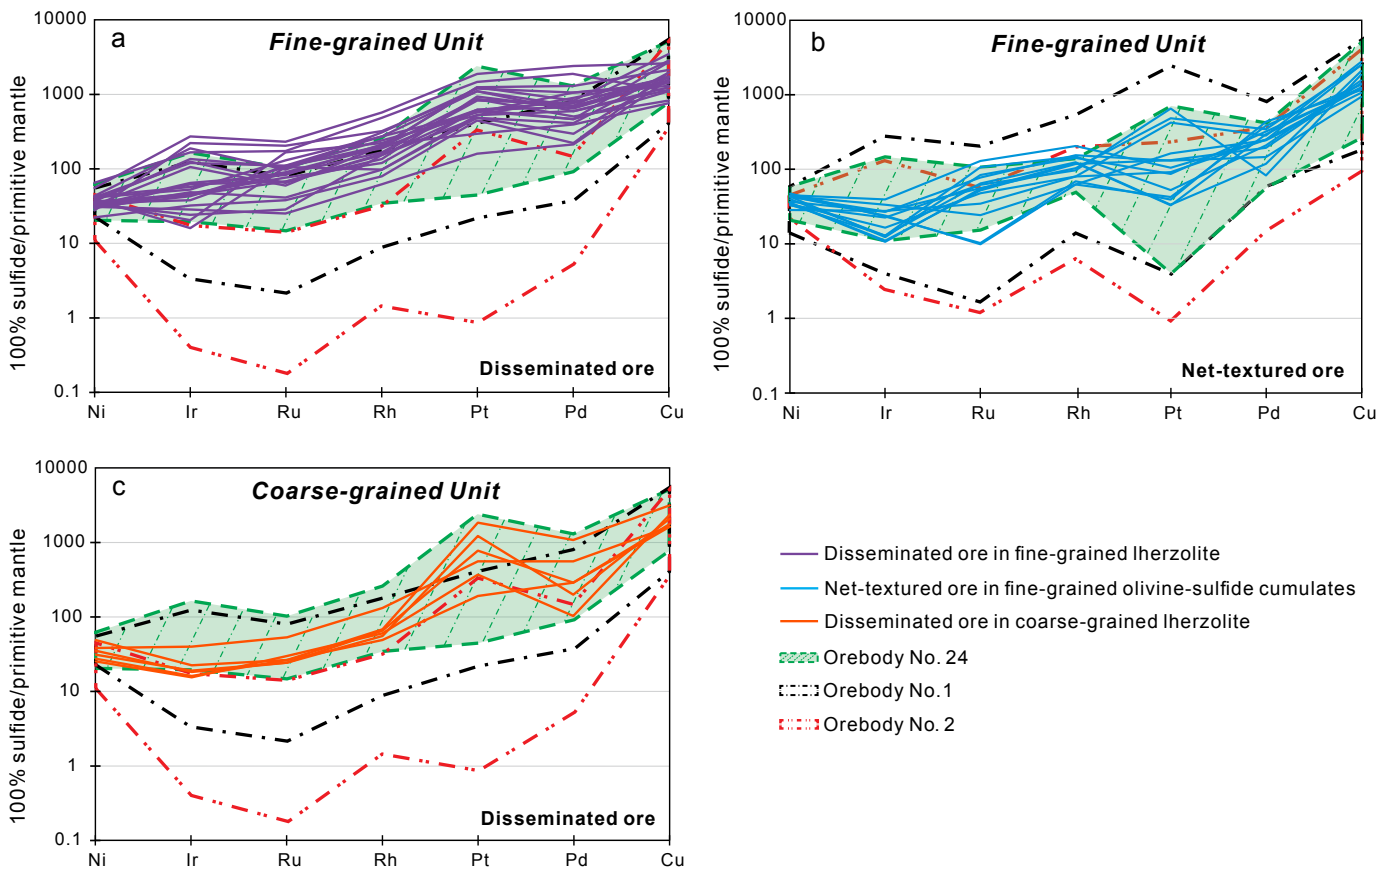 a
Fine-grained Unit
10000
1000
100
10
1
0.1
100% sulfide/primitive mantle
Disseminated ore
Ni Ir Ru Rh Pt Pd Cu
b
Fine-grained Unit
10000
1000
100
10
1
0.1
100% sulfide/primitive mantle
Net-textured ore
Ni Ir Ru Rh Pt Pd Cu
c
Coarse-grained Unit
10000
1000
100
10
1
0.1
100% sulfide/primitive mantle
Disseminated ore
Ni Ir Ru Rh Pt Pd Cu
Disseminated ore in fine-grained lherzolite
Net-textured ore in fine-grained olivine-sulfide cumulates
Disseminated ore in coarse-grained lherzolite
Orebody No. 24
Orebody No. 1
Orebody No. 2